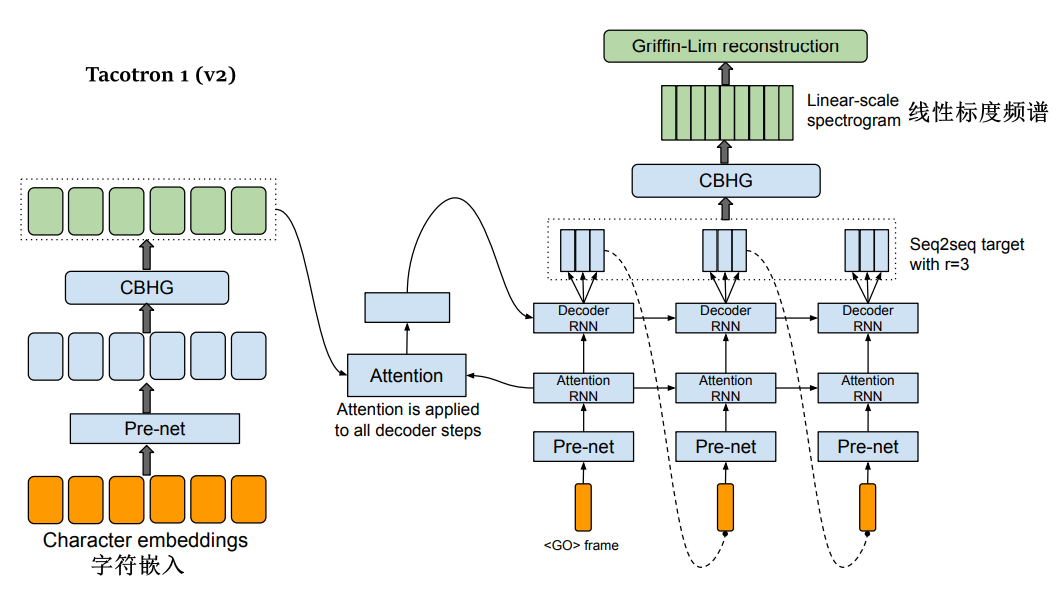 Tacotron 1 (v2)
Griffin-Lim reconstruction
Linear-scale
spectrogram 线性标度频谱
CBHG
Seq2seq target
with r=3
CBHG
Decoder
RNN
Decoder
RNN
Decoder
RNN
Attention
Attention is applied
to all decoder steps
Attention
RNN
Attention
RNN
Attention
RNN
Pre-net
Pre-net
Pre-net
Pre-net
<GO> frame
Character embeddings
字符嵌入